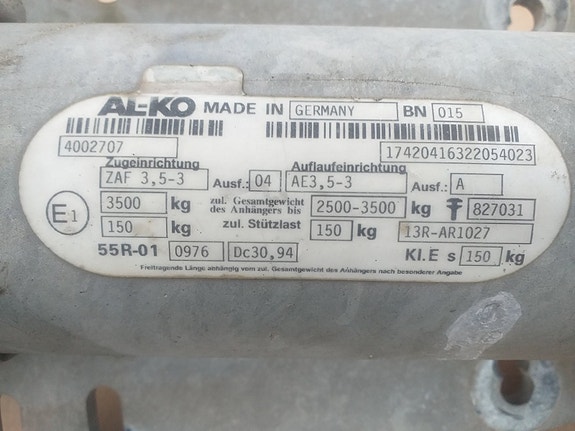 AL-KO MADE IN GERMANY BN 015
4002707 17420416322054023
Zugeinrichtung Auflaufeinrichtung
ZAF 3,5-3 Ausf.: 04 AE3,5-3 Ausf.: A
E1 3500 kg zul. Gesamtgewicht des Anhängers bis 2500-3500 kg F 827031
150 kg zul. Stützlast 150 kg 13R-AR1027
55R-01 0976 Dc30,94 Kl.E s 150 kg
Freitragende Länge abhängig vom zul. Gesamtgewicht des Anhängers nach besonderer Angabe